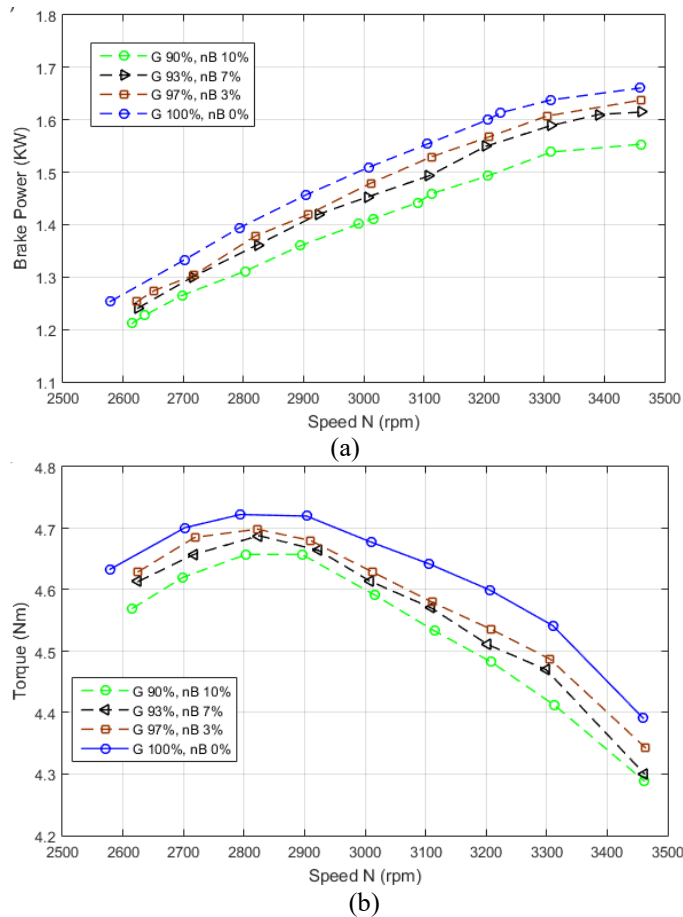 1.8
1.7
1.6
1.5
1.4
1.3
1.2
1.1
Brake Power (KW)
G 90%, nB 10%
G 93%, nB 7%
G 97%, nB 3%
G 100%, nB 0%
2500 2600 2700 2800 2900 3000 3100 3200 3300 3400 3500
Speed N (rpm)
(a)
4.8
4.7
4.6
4.5
4.4
4.3
4.2
Torque (Nm)
G 90%, nB 10%
G 93%, nB 7%
G 97%, nB 3%
G 100%, nB 0%
2500 2600 2700 2800 2900 3000 3100 3200 3300 3400 3500
Speed N (rpm)
(b)